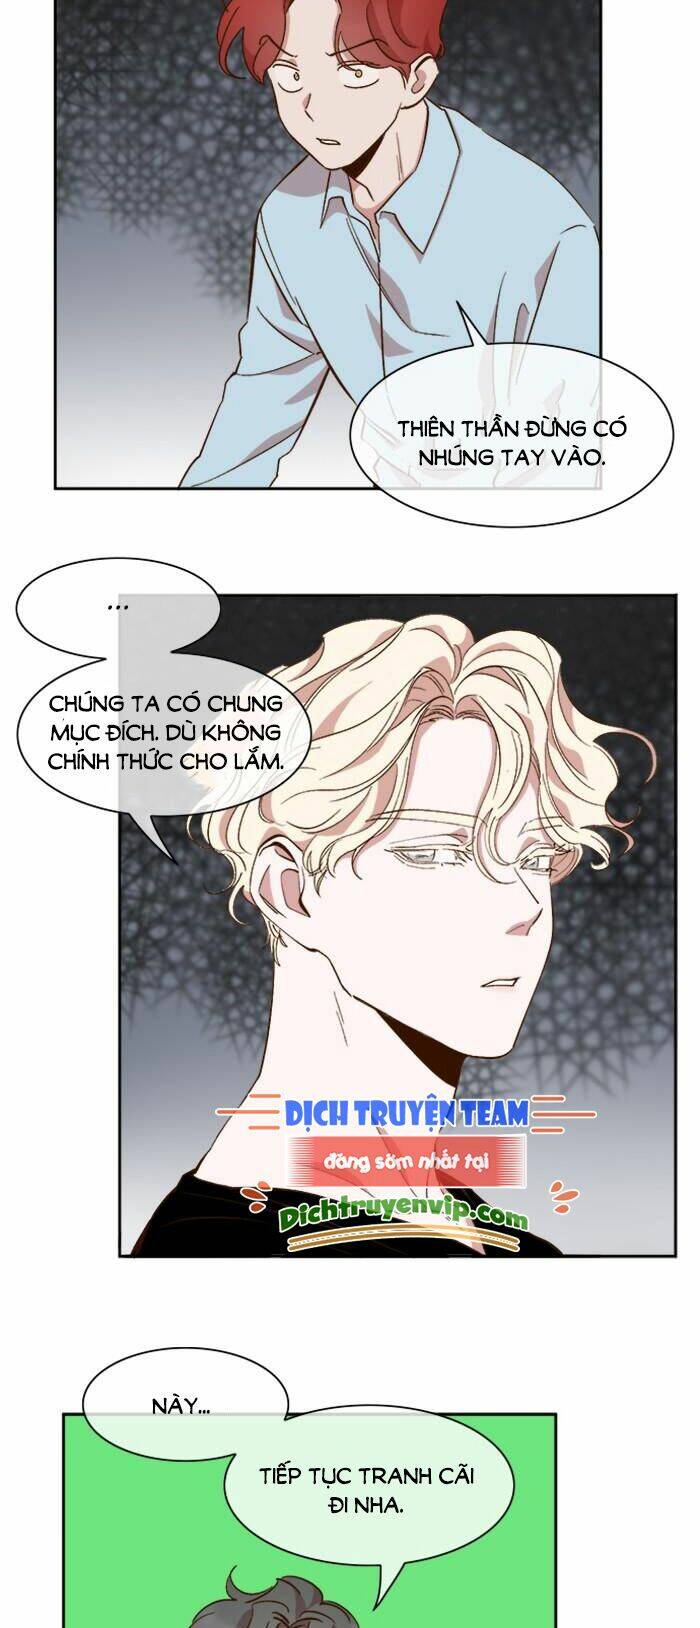 THIÊN THẦN ĐỪNG CÓ
NHÚNG TAY VÀO.
...
CHÚNG TA CÓ CHUNG
MỤC ĐÍCH. DÙ KHÔNG
CHÍNH THỨC CHO LẮM.
DỊCH TRUYỆN TEAM
đăng sớm nhất tại
Dichtruyenvip.com
NÀY...
TIẾP TỤC TRANH CÃI
ĐI NHA.